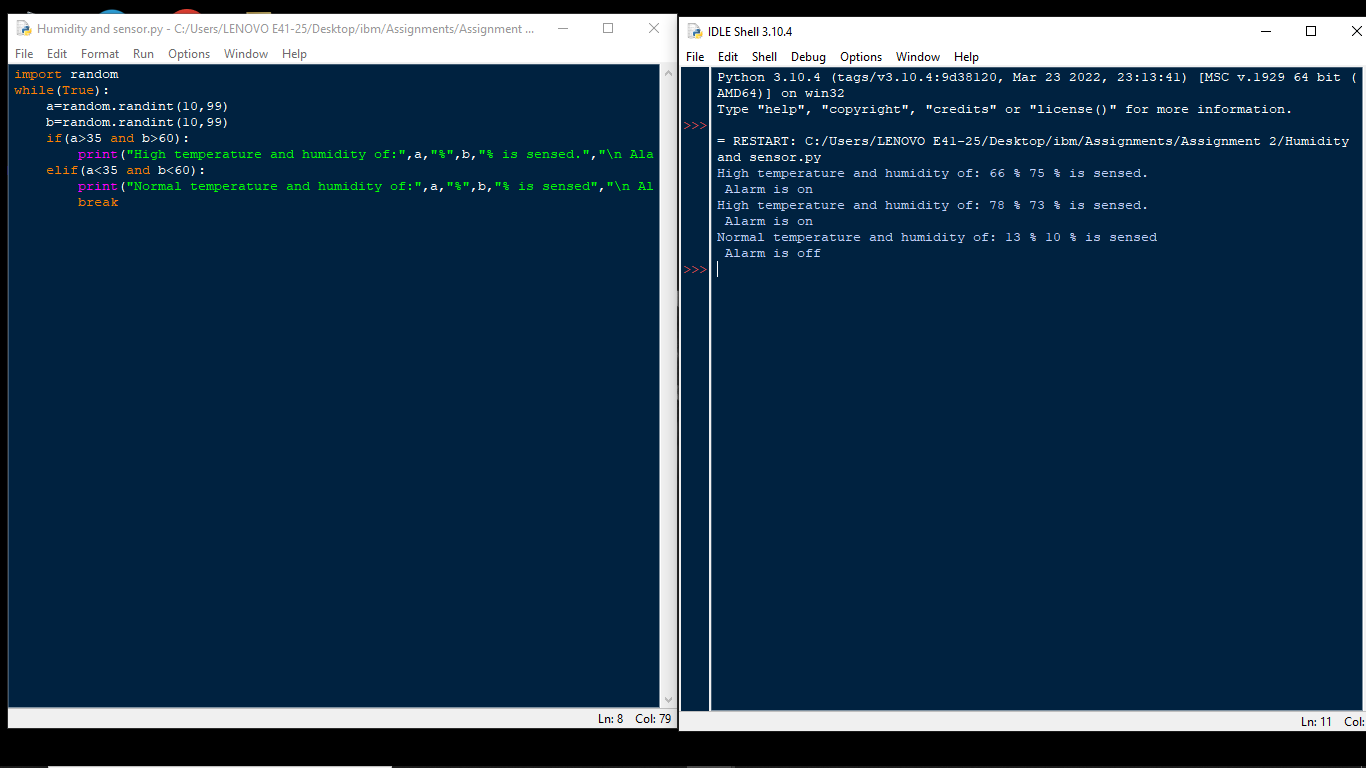 Humidity and sensor.py - C:/Users/LENOVO E41-25/Desktop/ibm/Assignments/Assignment ...
File Edit Format Run Options Window Help
import random
while(True):
    a=random.randint(10,99)
    b=random.randint(10,99)
    if(a>35 and b>60):
        print("High temperature and humidity of:",a,"%",b,"% is sensed.","\n Ala
    elif(a<35 and b<60):
        print("Normal temperature and humidity of:",a,"%",b,"% is sensed","\n Al
        break
Ln: 8 Col: 79
IDLE Shell 3.10.4
File Edit Shell Debug Options Window Help
Python 3.10.4 (tags/v3.10.4:9d38120, Mar 23 2022, 23:13:41) [MSC v.1929 64 bit (
AMD64)] on win32
Type "help", "copyright", "credits" or "license()" for more information.
>>>
= RESTART: C:/Users/LENOVO E41-25/Desktop/ibm/Assignments/Assignment 2/Humidity
and sensor.py
High temperature and humidity of: 66 % 75 % is sensed.
 Alarm is on
High temperature and humidity of: 78 % 73 % is sensed.
 Alarm is on
Normal temperature and humidity of: 13 % 10 % is sensed
 Alarm is off
>>>
Ln: 11 Col: